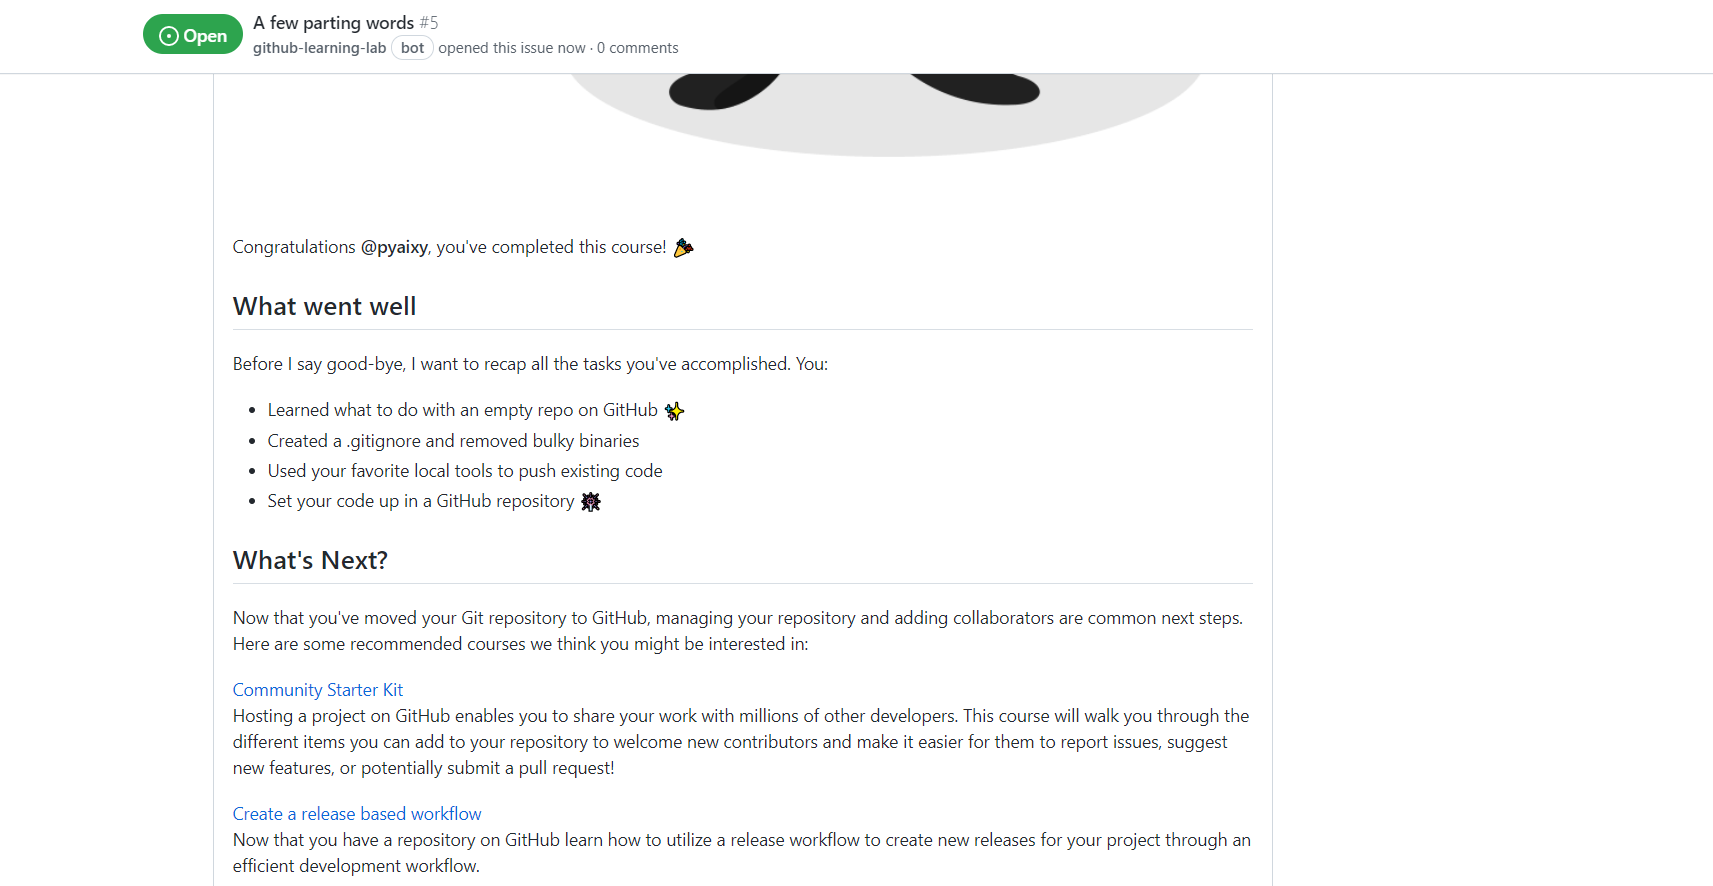 Open
A few parting words #5
github-learning-lab bot opened this issue now · 0 comments
Congratulations @pyaixy, you've completed this course! 🎉
What went well
Before I say good-bye, I want to recap all the tasks you've accomplished. You:
• Learned what to do with an empty repo on GitHub ✨
• Created a .gitignore and removed bulky binaries
• Used your favorite local tools to push existing code
• Set your code up in a GitHub repository
What's Next?
Now that you've moved your Git repository to GitHub, managing your repository and adding collaborators are common next steps.
Here are some recommended courses we think you might be interested in:
Community Starter Kit
Hosting a project on GitHub enables you to share your work with millions of other developers. This course will walk you through the
different items you can add to your repository to welcome new contributors and make it easier for them to report issues, suggest
new features, or potentially submit a pull request!
Create a release based workflow
Now that you have a repository on GitHub learn how to utilize a release workflow to create new releases for your project through an
efficient development workflow.